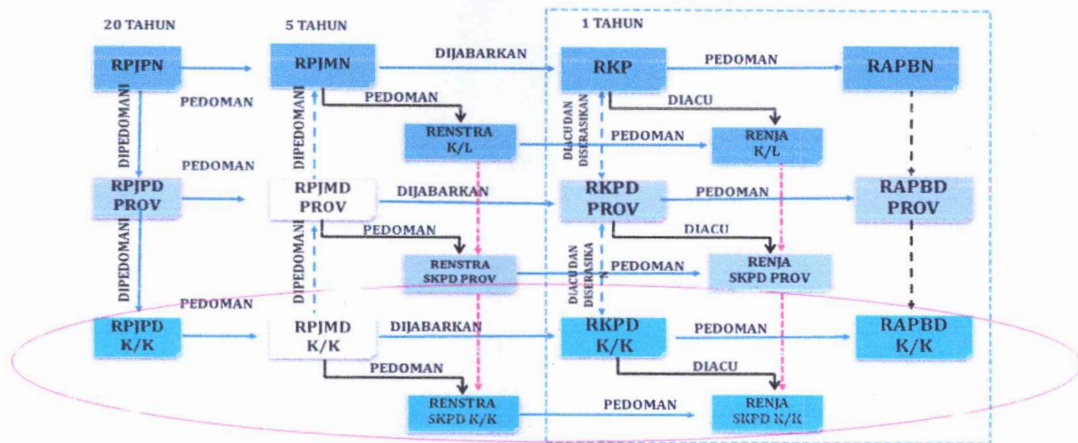 20 TAHUN
5 TAHUN
1 TAHUN
RPJPN
RPJMN
DIJABARKAN
RKP
PEDOMAN
RAPBN
PEDOMAN
DIPEDOMANI
DIPEDOMANI
PEDOMAN
RENSTRA
K/L
PEDOMAN
DIACU DAN
DISERASIKAN
DIACU
RENJA
K/L
PEDOMAN
RPJPD
PROV
RPJMD
PROV
DIJABARKAN
RKPD
PROV
PEDOMAN
RAPBD
PROV
DIPEDOMANI
DIPEDOMANI
PEDOMAN
RENSTRA
SKPD PROV
PEDOMAN
DIACU DAN
DISERASIKA
N
DIACU
RENJA
SKPD PROV
PEDOMAN
RPJPD
K/K
RPJMD
K/K
DIJABARKAN
RKPD
K/K
PEDOMAN
RAPBD
K/K
PEDOMAN
RENSTRA
SKPD K/K
PEDOMAN
DIACU
RENJA
SKPD K/K